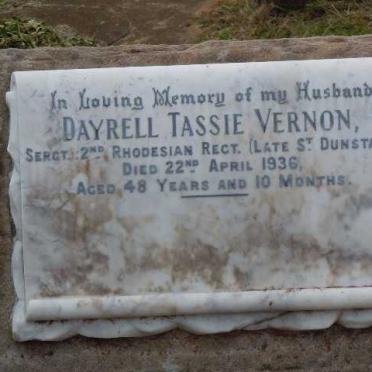 In Loving Memory of my Husband
DAYRELL TASSIE VERNON,
SERGT. 2ND RHODESIAN REGT. (LATE ST DUNSTA
DIED 22ND APRIL 1936,
AGED 48 YEARS AND 10 MONTHS.